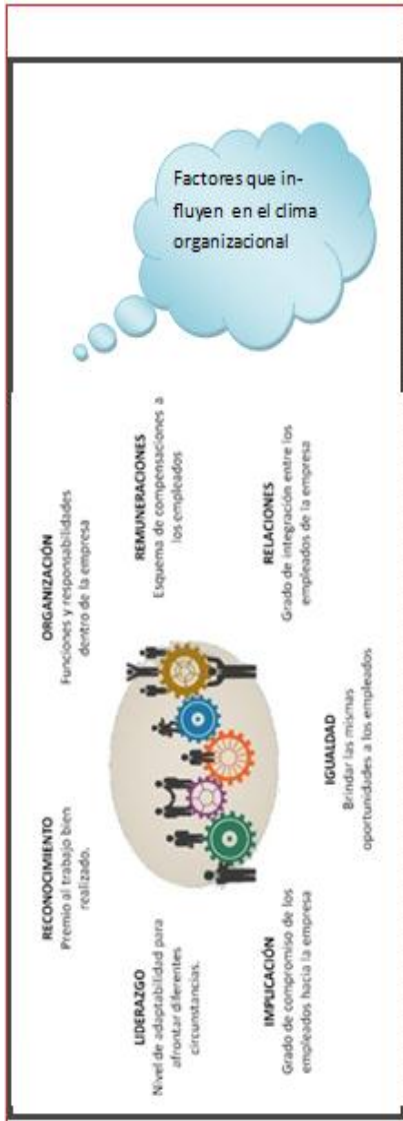 Factores que in-
fluyen en el clima
organizacional
RECONOCIMIENTO
Premio al trabajo bien
realizado.
ORGANIZACIÓN
Funciones y responsabilidades
dentro de la empresa
LIDERAZGO
Nivel de adaptabilidad para
afrontar diferentes
circunstancias.
REMUNERACIONES
Esquema de compensaciones a
los empleados
IMPLICACIÓN
Grado de compromiso de los
empleados hacia la empresa
IGUALDAD
Brindar las mismas
oportunidades a los empleados
RELACIONES
Grado de integración entre los
empleados de la empresa